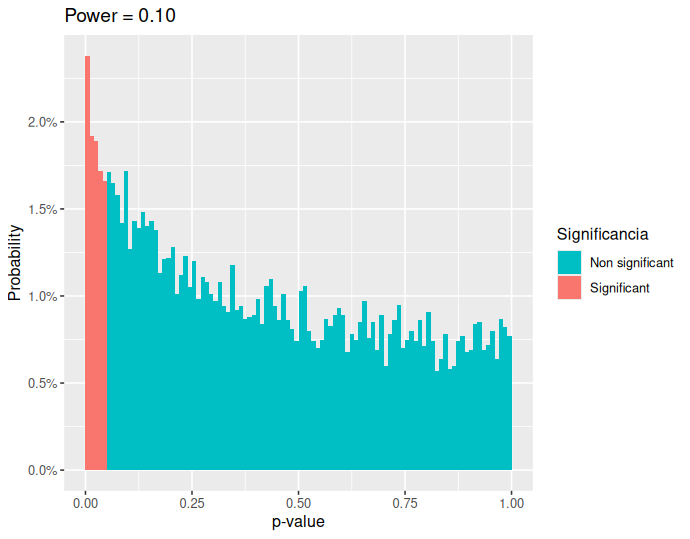 Power = 0.10
Probability
2.0%
1.5%
1.0%
0.5%
0.0%
0.00 0.25 0.50 0.75 1.00
p-value
Significancia
Non significant
Significant